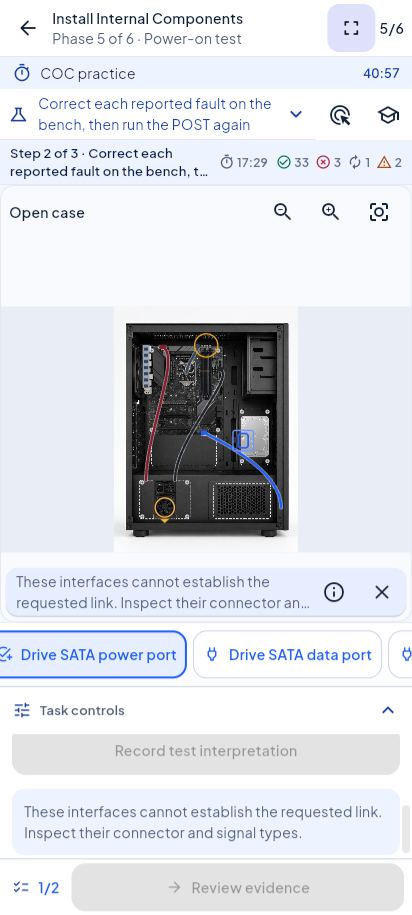 Install Internal Components
Phase 5 of 6 · Power-on test
5/6
COC practice
40:57
Correct each reported fault on the
bench, then run the POST again
Step 2 of 3 · Correct each
reported fault on the bench, t…
17:29
33
3
1
2
Open case
These interfaces cannot establish the
requested link. Inspect their connector an…
Drive SATA power port
Drive SATA data port
Task controls
Record test interpretation
These interfaces cannot establish the requested link.
Inspect their connector and signal types.
1/2
Review evidence